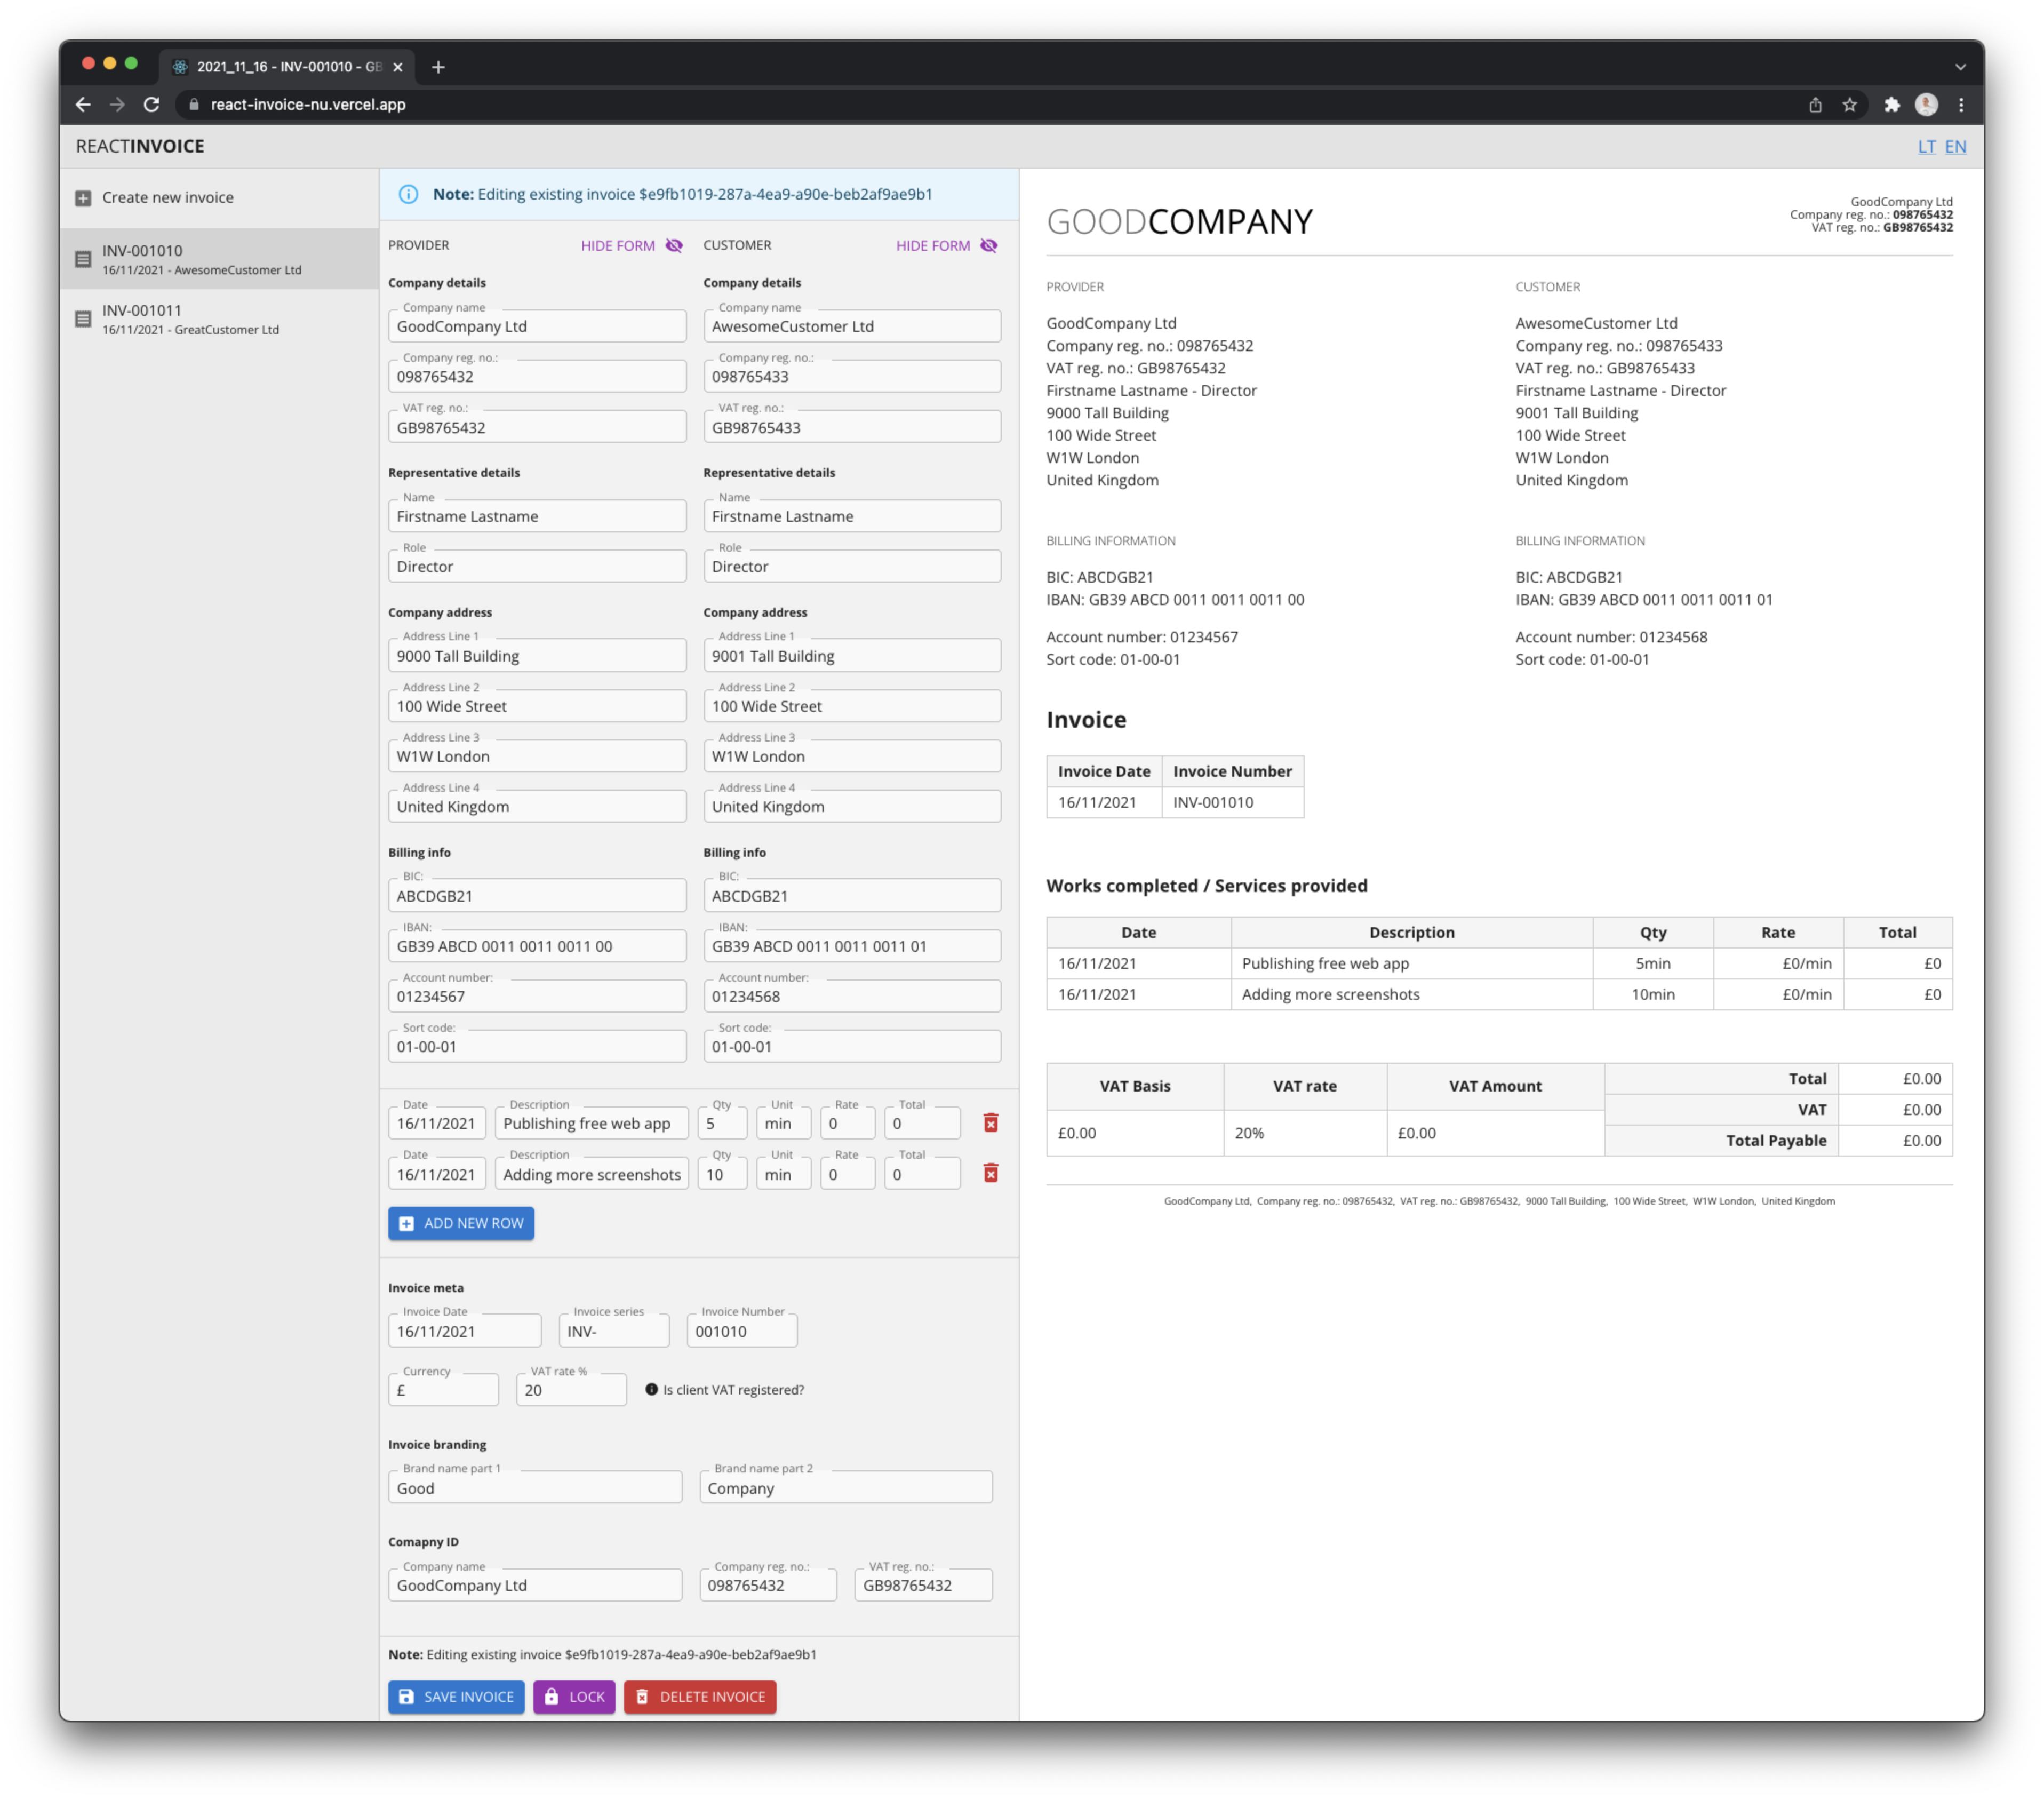 2021_11_16 - INV-001010 - GB
react-invoice-nu.vercel.app
REACTINVOICE
LT EN
Create new invoice
INV-001010
16/11/2021 - AwesomeCustomer Ltd
INV-001011
16/11/2021 - GreatCustomer Ltd
Note: Editing existing invoice $e9fb1019-287a-4ea9-a90e-beb2af9ae9b1
PROVIDER HIDE FORM CUSTOMER HIDE FORM
Company details Company details
Company name Company name
GoodCompany Ltd AwesomeCustomer Ltd
Company reg. no.: Company reg. no.:
098765432 098765433
VAT reg. no.: VAT reg. no.:
GB98765432 GB98765433
Representative details Representative details
Name Name
Firstname Lastname Firstname Lastname
Role Role
Director Director
Company address Company address
Address Line 1 Address Line 1
9000 Tall Building 9001 Tall Building
Address Line 2 Address Line 2
100 Wide Street 100 Wide Street
Address Line 3 Address Line 3
W1W London W1W London
Address Line 4 Address Line 4
United Kingdom United Kingdom
Billing info Billing info
BIC: BIC:
ABCDGB21 ABCDGB21
IBAN: IBAN:
GB39 ABCD 0011 0011 0011 00 GB39 ABCD 0011 0011 0011 01
Account number: Account number:
01234567 01234568
Sort code: Sort code:
01-00-01 01-00-01
Date Description Qty Unit Rate Total
16/11/2021 Publishing free web app 5 min 0 0
Date Description Qty Unit Rate Total
16/11/2021 Adding more screenshots 10 min 0 0
ADD NEW ROW
Invoice meta
Invoice Date Invoice series Invoice Number
16/11/2021 INV- 001010
Currency VAT rate %
£ 20 Is client VAT registered?
Invoice branding
Brand name part 1 Brand name part 2
Good Company
Comapny ID
Company name Company reg. no.: VAT reg. no.:
GoodCompany Ltd 098765432 GB98765432
Note: Editing existing invoice $e9fb1019-287a-4ea9-a90e-beb2af9ae9b1
SAVE INVOICE LOCK DELETE INVOICE
GOODCOMPANY
GoodCompany Ltd
Company reg. no.: 098765432
VAT reg. no.: GB98765432
PROVIDER
GoodCompany Ltd
Company reg. no.: 098765432
VAT reg. no.: GB98765432
Firstname Lastname - Director
9000 Tall Building
100 Wide Street
W1W London
United Kingdom
CUSTOMER
AwesomeCustomer Ltd
Company reg. no.: 098765433
VAT reg. no.: GB98765433
Firstname Lastname - Director
9001 Tall Building
100 Wide Street
W1W London
United Kingdom
BILLING INFORMATION
BIC: ABCDGB21
IBAN: GB39 ABCD 0011 0011 0011 00
Account number: 01234567
Sort code: 01-00-01
BILLING INFORMATION
BIC: ABCDGB21
IBAN: GB39 ABCD 0011 0011 0011 01
Account number: 01234568
Sort code: 01-00-01
Invoice
Invoice Date Invoice Number
16/11/2021 INV-001010
Works completed / Services provided
Date Description Qty Rate Total
16/11/2021 Publishing free web app 5min £0/min £0
16/11/2021 Adding more screenshots 10min £0/min £0
VAT Basis VAT rate VAT Amount
£0.00 20% £0.00
Total £0.00
VAT £0.00
Total Payable £0.00
GoodCompany Ltd, Company reg. no.: 098765432, VAT reg. no.: GB98765432, 9000 Tall Building, 100 Wide Street, W1W London, United Kingdom